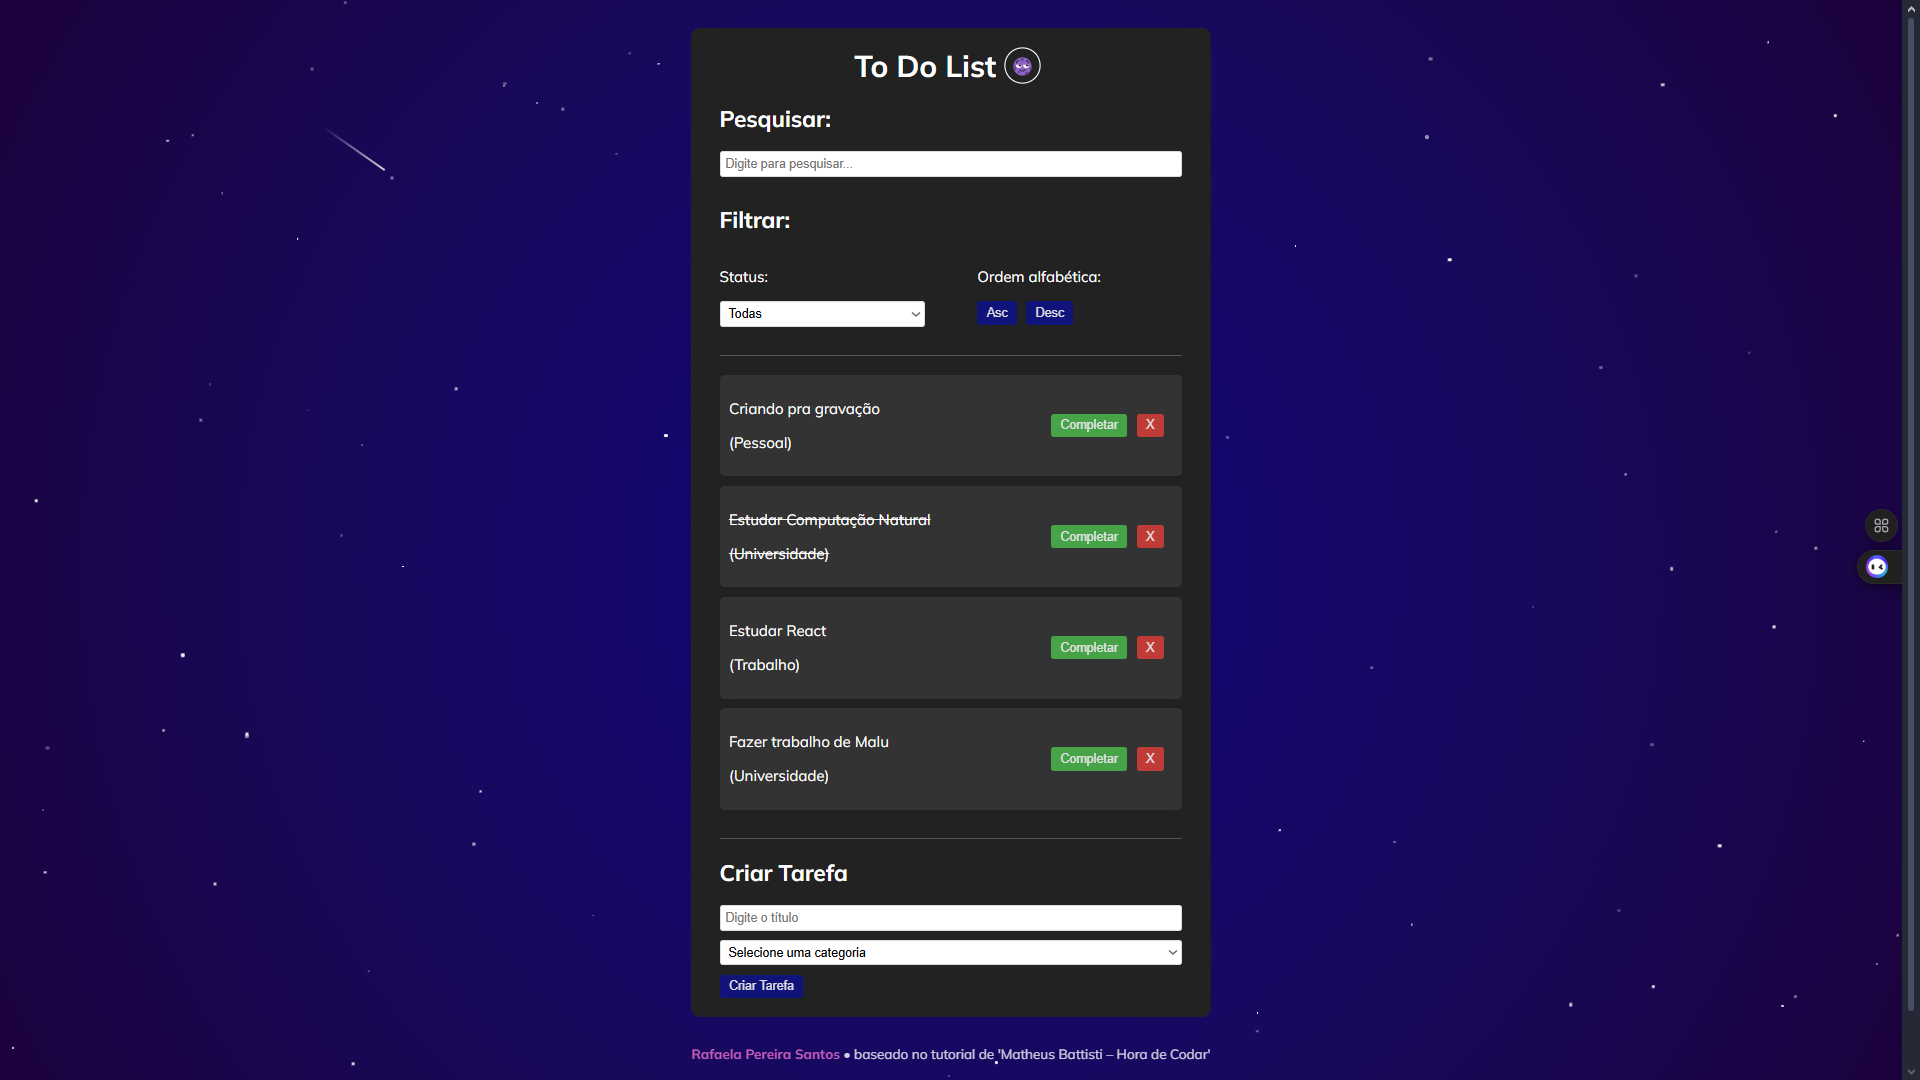 To Do List
Pesquisar:
Digite para pesquisar...
Filtrar:
Status:
Todas
Ordem alfabética:
Asc Desc
Criando pra gravação
(Pessoal)
Completar X
Estudar Computação Natural
(Universidade)
Completar X
Estudar React
(Trabalho)
Completar X
Fazer trabalho de Malu
(Universidade)
Completar X
Criar Tarefa
Digite o título
Selecione uma categoria
Criar Tarefa
Rafaela Pereira Santos • baseado no tutorial de 'Matheus Battisti – Hora de Codar'